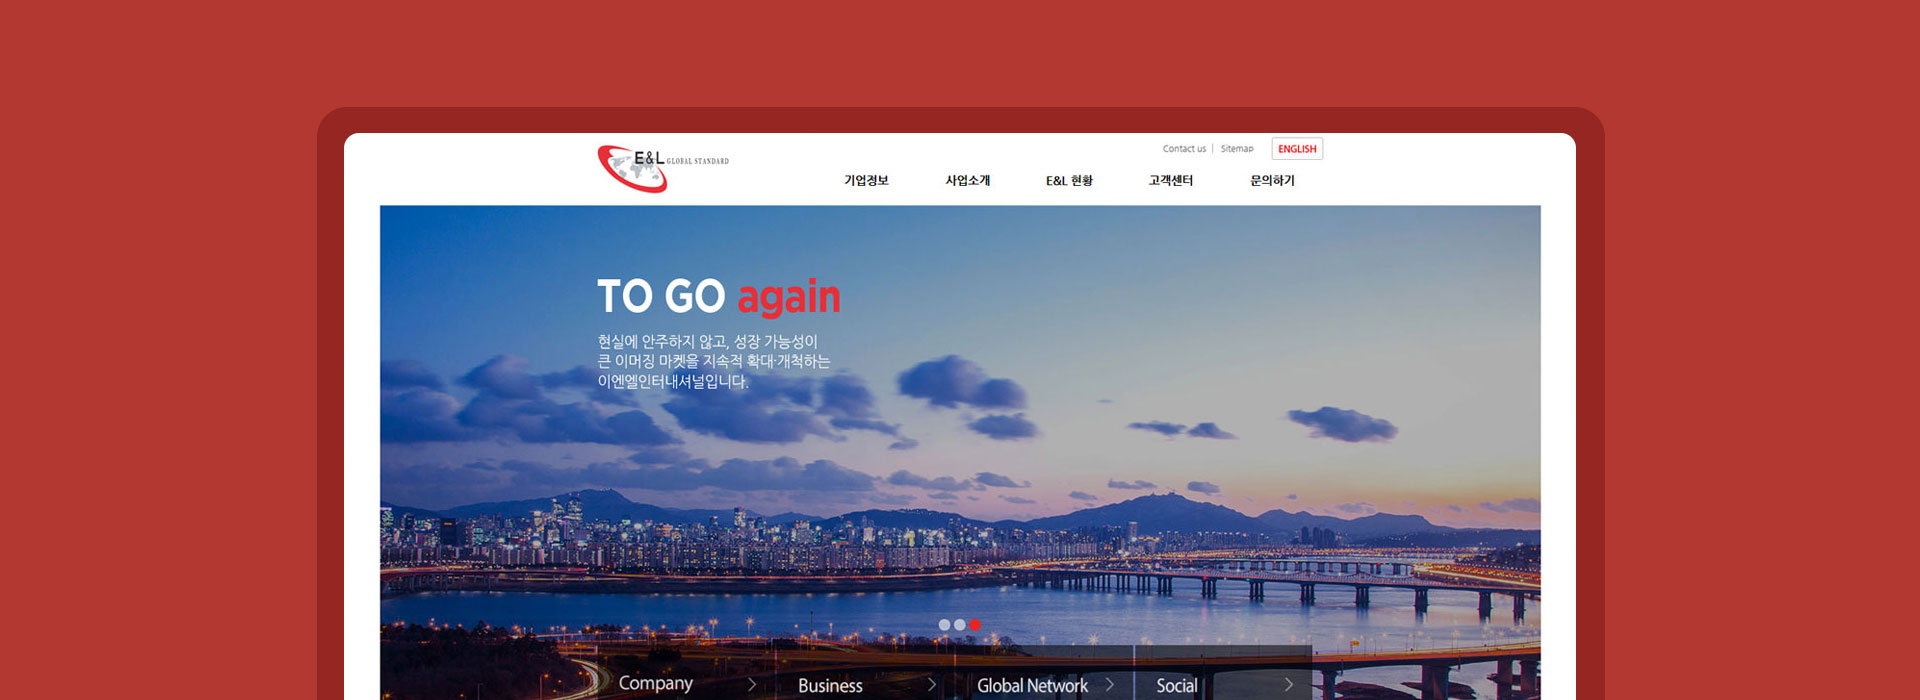 E&L GLOBAL STANDARD
Contact us | Sitemap
ENGLISH
기업정보
사업소개
E&L 현황
고객센터
문의하기
TO GO again
현실에 안주하지 않고, 성장 가능성이
큰 이머징 마켓을 지속적 확대·개척하는
이엔엘인터내셔널입니다.
Company
Business
Global Network
Social